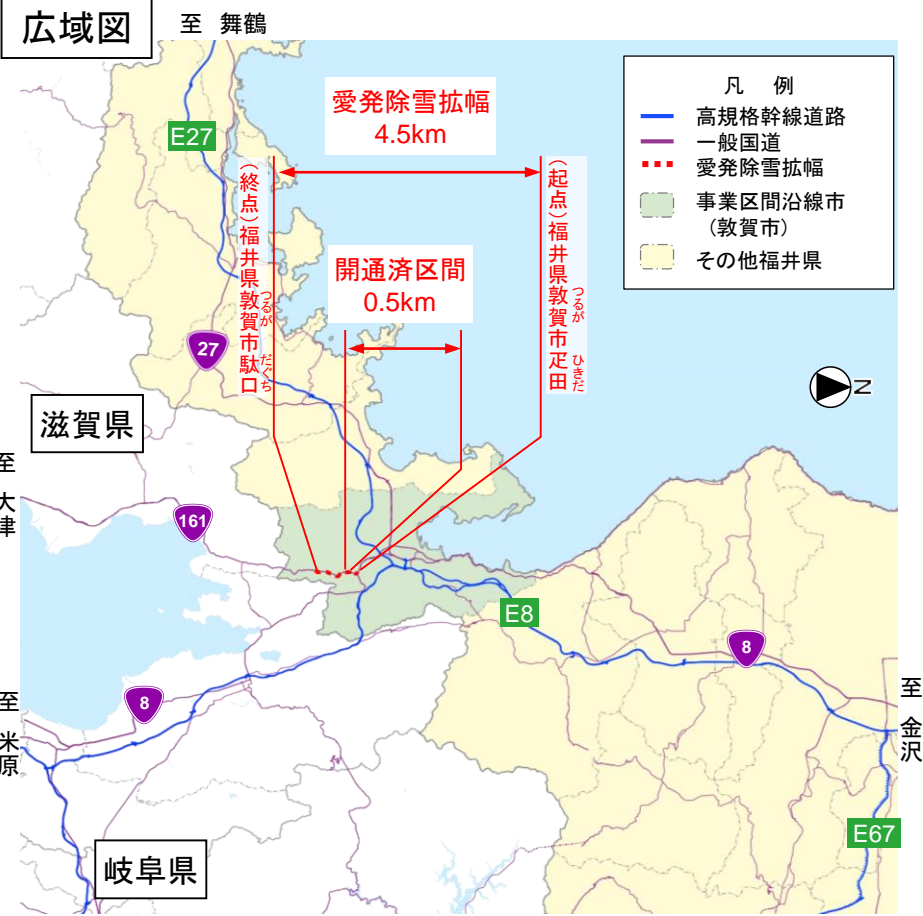 広域図
至 舞鶴
凡 例
高規格幹線道路
一般国道
愛発除雪拡幅
事業区間沿線市
(敦賀市)
その他福井県
愛発除雪拡幅
4.5km
E27
(終点)福井県敦賀市駄口
つるが だぐち
(起点)福井県敦賀市疋田
つるが ひきだ
開通済区間
0.5km
27
N
滋賀県
至 大津
161
E8
8
8
至 米原
至 金沢
E67
岐阜県